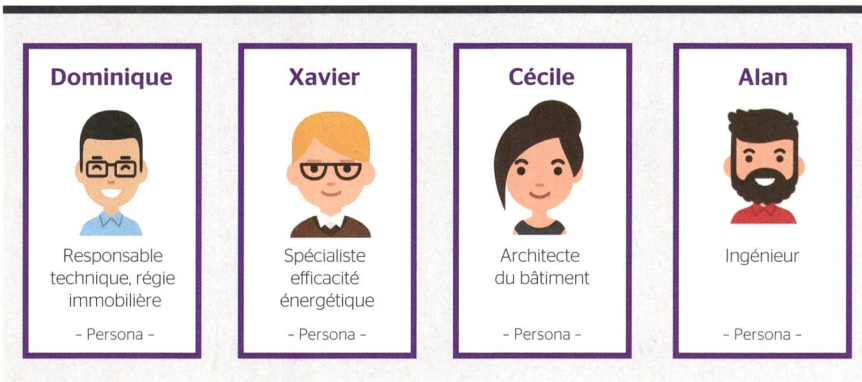 Dominique
Responsable
technique, régie
immobilière
– Persona –
Xavier
Spécialiste
efficacité
énergétique
– Persona –
Cécile
Architecte
du bâtiment
– Persona –
Alan
Ingénieur
– Persona –